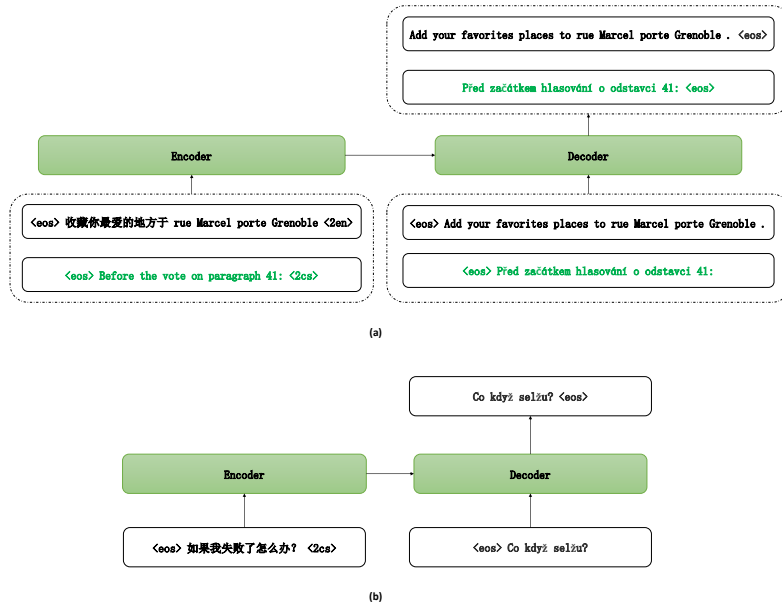 Add your favorites places to rue Marcel porte Grenoble . <eos>
Před začátkem hlasování o odstavci 41: <eos>
Encoder
Decoder
<eos> 收藏你最爱的地方于 rue Marcel porte Grenoble <2en>
<eos> Before the vote on paragraph 41: <2cs>
<eos> Add your favorites places to rue Marcel porte Grenoble .
<eos> Před začátkem hlasování o odstavci 41:
(a)
Co když selžu? <eos>
Encoder
Decoder
<eos> 如果我失败了怎么办？ <2cs>
<eos> Co když selžu?
(b)